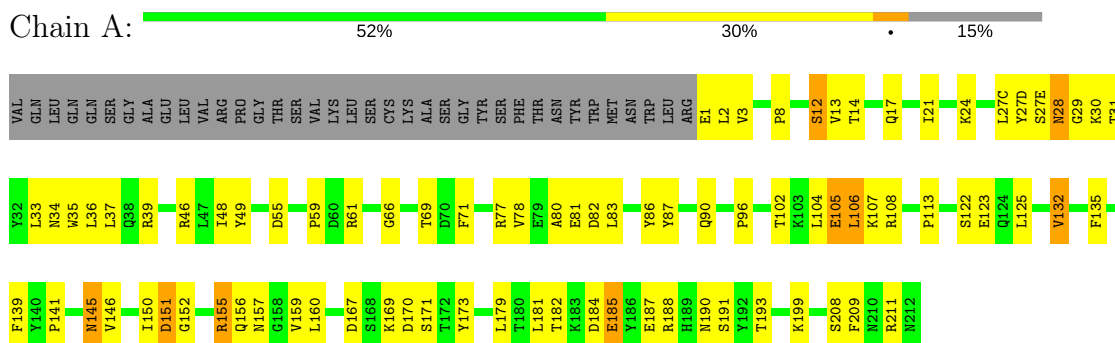 Chain A:
52% 30% • 15%
VAL GLN LEU GLN GLN SER GLY ALA GLU LEU VAL ARG PRO GLY THR SER VAL LYS LEU SER CYS LYS ALA SER GLY TYR SER PHE THR ASN TYR TRP MET ASN TRP LEU ARG E1 L2 V3 P8 S12 V13 T14 Q17 I21 K24 L27C Y27D S27E N28 G29 K30 T31
Y32 L33 N34 W35 L36 L37 Q38 R39 R46 L47 I48 Y49 D55 P59 D60 R61 G66 T69 D70 F71 R77 V78 E79 A80 E81 D82 L83 Y86 Y87 Q90 P96 T102 K103 L104 E105 L106 K107 R108 P113 S122 E123 Q124 L125 V132 F135
F139 Y140 P141 N145 V146 I150 D151 G152 R155 Q156 N157 G158 V159 L160 D167 S168 K169 D170 S171 T172 Y173 L179 T180 L181 T182 K183 D184 E185 Y186 E187 R188 H189 N190 S191 Y192 T193 K199 S208 F209 N210 R211 N212